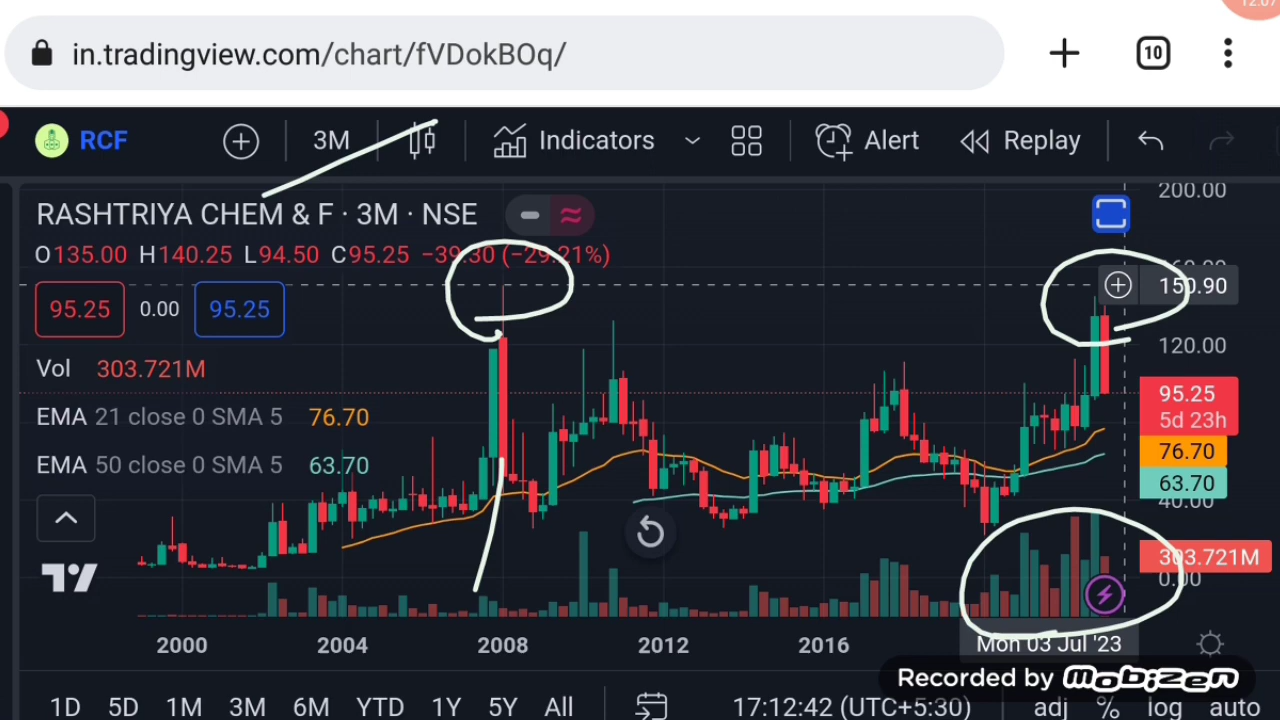 12:07
in.tradingview.com/chart/fVDokBOq/
10
RCF 3M Indicators Alert Replay
RASHTRIYA CHEM & F · 3M · NSE
200.00
O135.00 H140.25 L94.50 C95.25 −39.30 (−29.21%)
160.00
150.90
95.25 0.00 95.25
120.00
Vol 303.721M
95.25
5d 23h
EMA 21 close 0 SMA 5 76.70
76.70
EMA 50 close 0 SMA 5 63.70
63.70
40.00
303.721M
0.00
2000 2004 2008 2012 2016 Mon 03 Jul '23
Recorded by Mobizen
1D 5D 1M 3M 6M YTD 1Y 5Y All 17:12:42 (UTC+5:30) adj % log auto